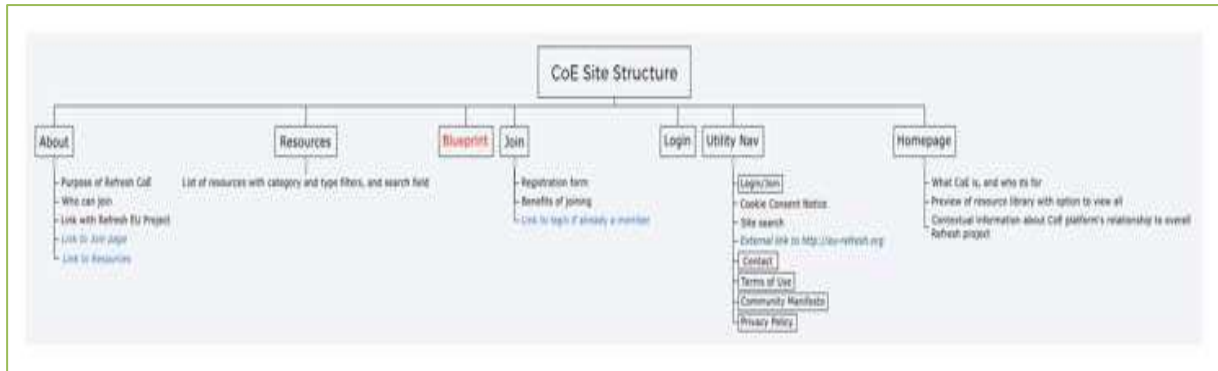 CoE Site Structure
About
Resources
Blueprint
Join
Login
Utility Nav
Homepage
Purpose of Refresh CoE
Who can join
Link with Refresh EU Project
Link to Join page
Link to Resources
List of resources with category and type filters, and search field
Registration form
Benefits of joining
Link to login if already a member
Login/Join
Cookie Consent Notice
Site search
External link to http://eu-refresh.org
Contact
Terms of Use
Community Manifesto
Privacy Policy
What CoE is, and who its for
Preview of resource library with option to view all
Contextual information about CoE platform's relationship to overall
Refresh project